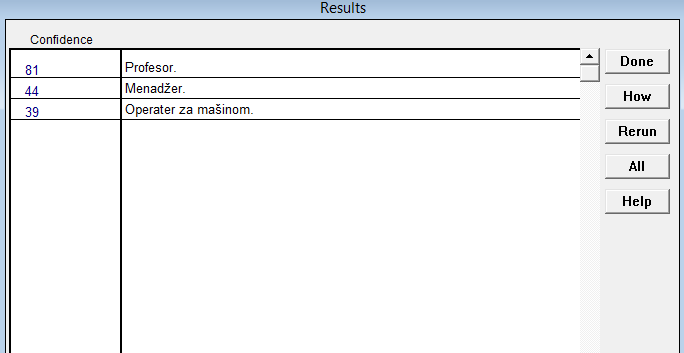 Results
Confidence
81 Profesor.
44 Menadžer.
39 Operater za mašinom.
Done
How
Rerun
All
Help